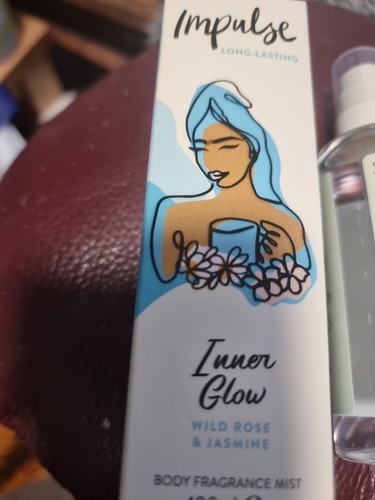 Impulse
LONG-LASTING
Inner
Glow
WILD ROSE
& JASMINE
BODY FRAGRANCE MIST